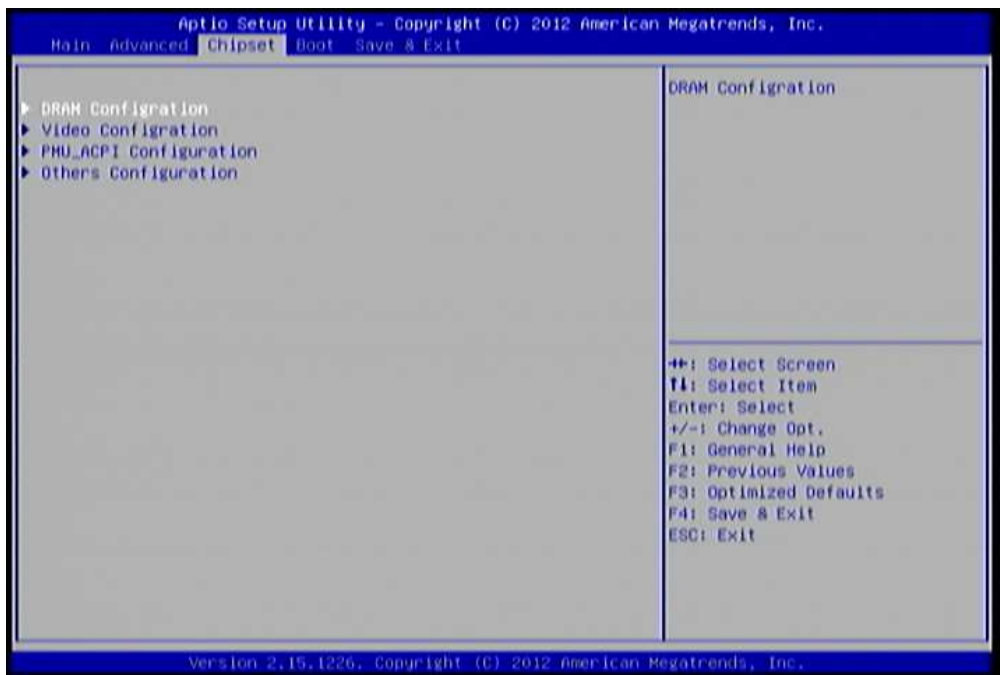 Aptio Setup Utility - Copyright (C) 2012 American Megatrends, Inc.
Main Advanced Chipset Boot Save & Exit
DRAM Configration
DRAM Configration
Video Configration
PMU_ACPI Configuration
Others Configuration
→←: Select Screen
↑↓: Select Item
Enter: Select
+/-: Change Opt.
F1: General Help
F2: Previous Values
F3: Optimized Defaults
F4: Save & Exit
ESC: Exit
Version 2.15.1226. Copyright (C) 2012 American Megatrends, Inc.